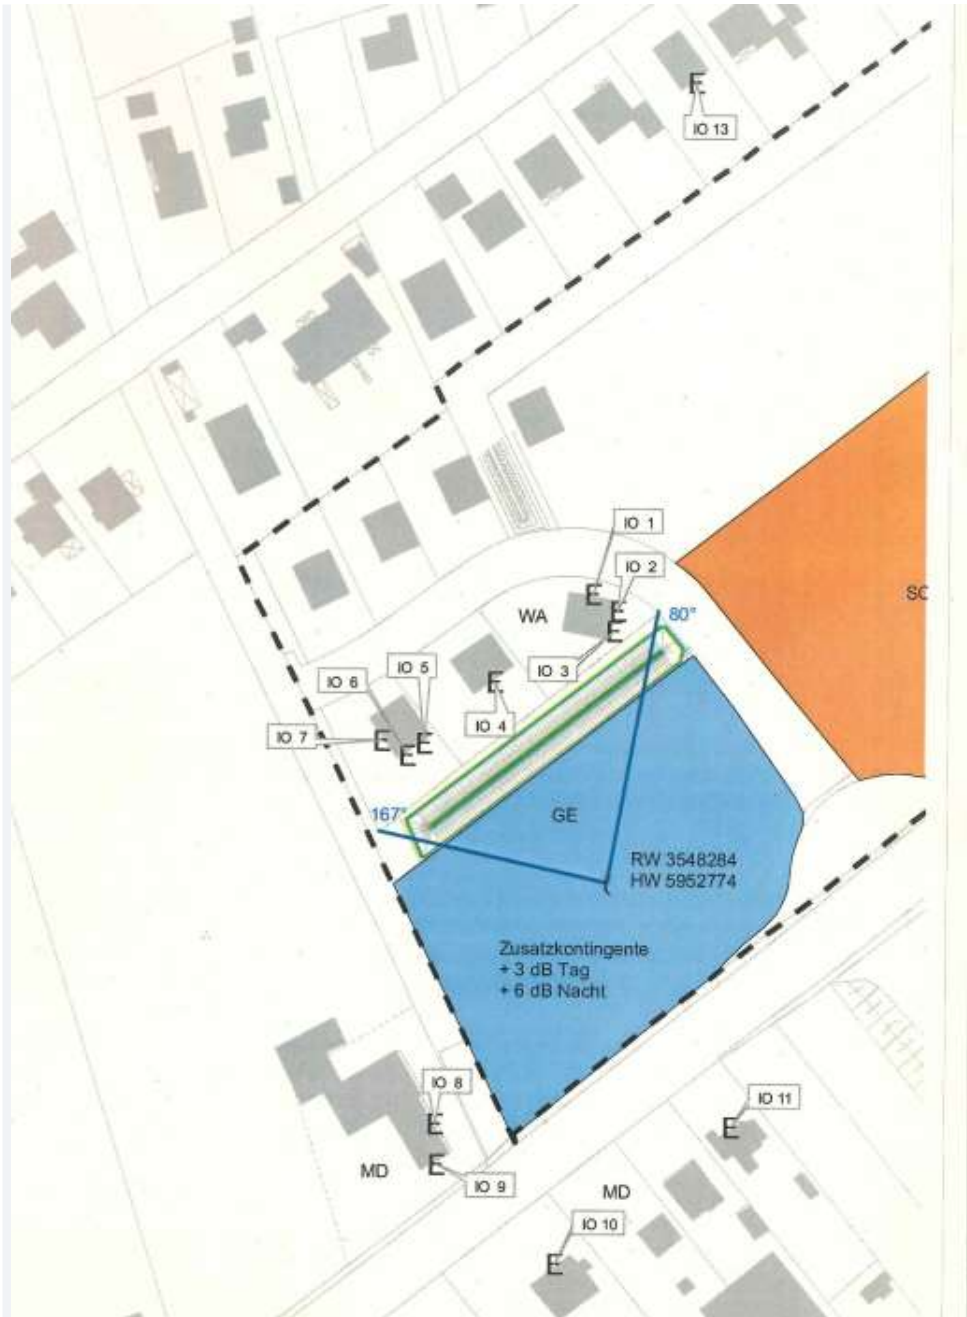 IO 13
IO 1
IO 2
WA
80°
SO
IO 3
IO 5
IO 6
IO 4
IO 7
167°
GE
RW 3548284
HW 5952774
Zusatzkontingente
+ 3 dB Tag
+ 6 dB Nacht
IO 8
IO 11
MD
IO 9
MD
IO 10
E
E
E
E
E
E
E
E
E
E
E
E